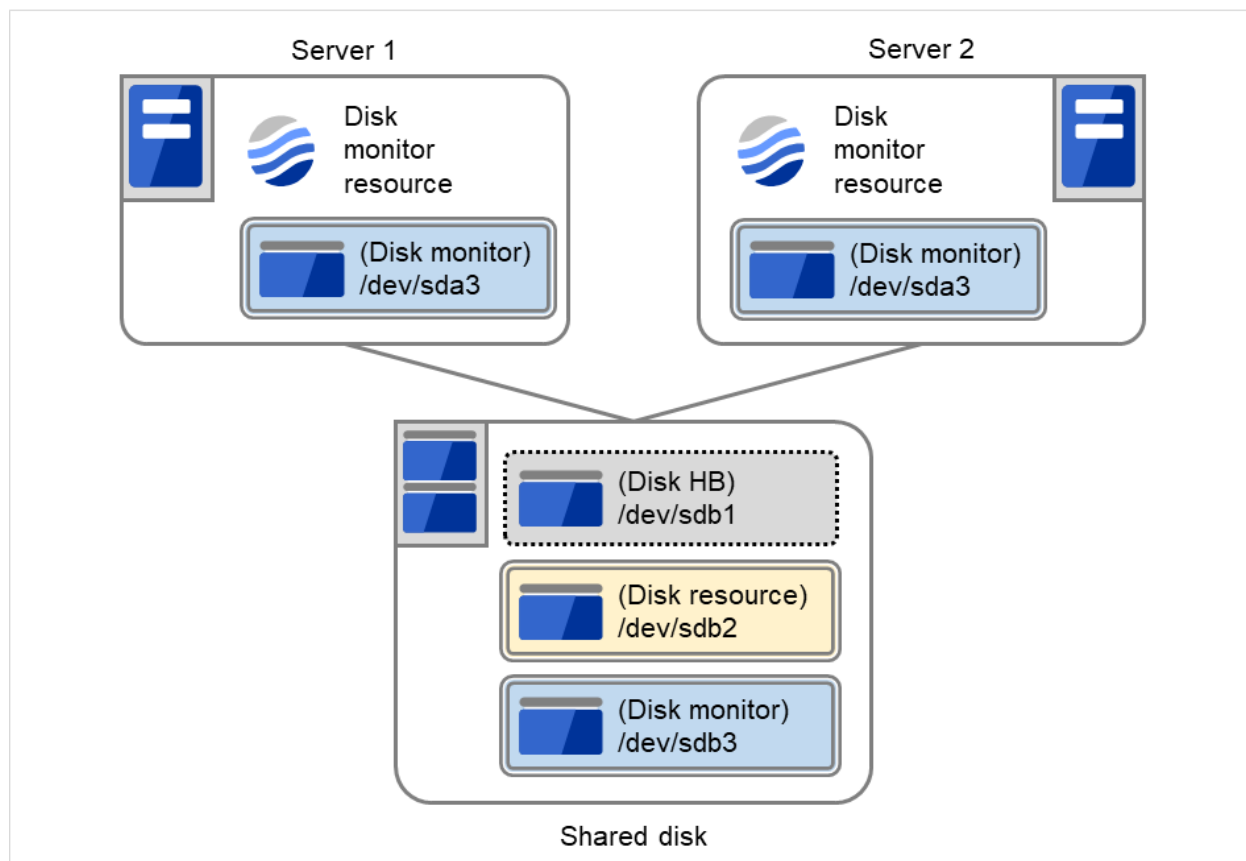 Server 1
Disk
monitor
resource
(Disk monitor)
/dev/sda3
Server 2
Disk
monitor
resource
(Disk monitor)
/dev/sda3
(Disk HB)
/dev/sdb1
(Disk resource)
/dev/sdb2
(Disk monitor)
/dev/sdb3
Shared disk